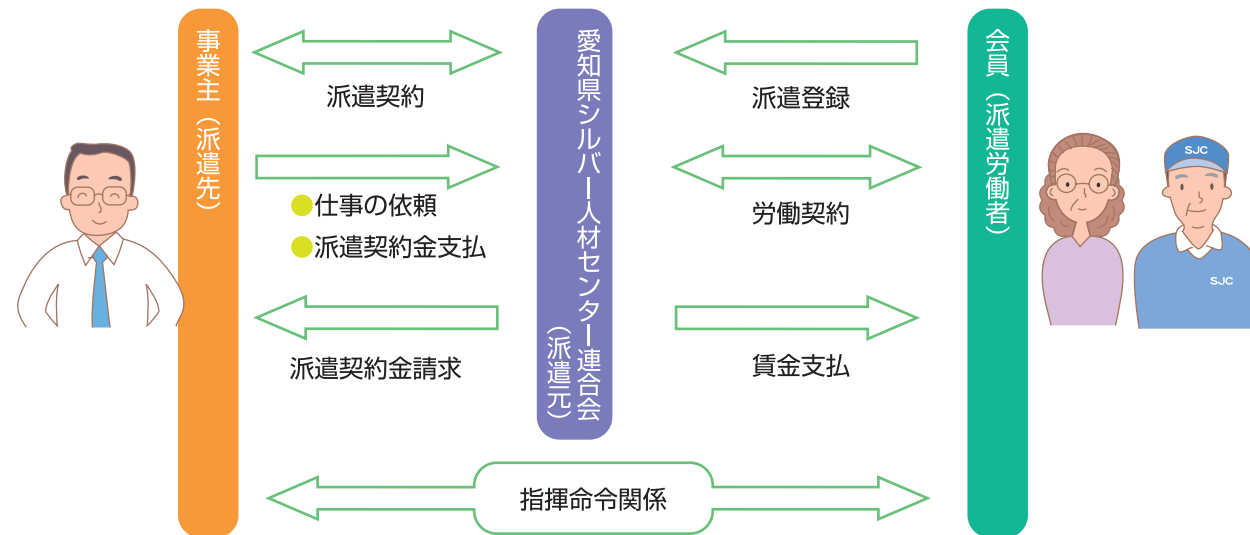 事業主（派遣先）
派遣契約
●仕事の依頼
●派遣契約金支払
派遣契約金請求
愛知県シルバー人材センター連合会
（派遣元）
派遣登録
労働契約
賃金支払
会員（派遣労働者）
指揮命令関係
SJC
SJC